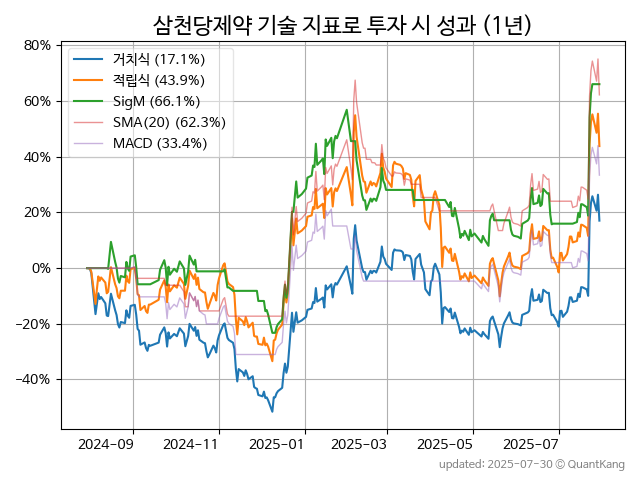 삼천당제약 기술 지표로 투자 시 성과 (1년)
80%
60%
40%
20%
0%
−20%
−40%
거치식 (17.1%)
적립식 (43.9%)
SigM (66.1%)
SMA(20) (62.3%)
MACD (33.4%)
2024-09
2024-11
2025-01
2025-03
2025-05
2025-07
updated: 2025-07-30 © QuantKang